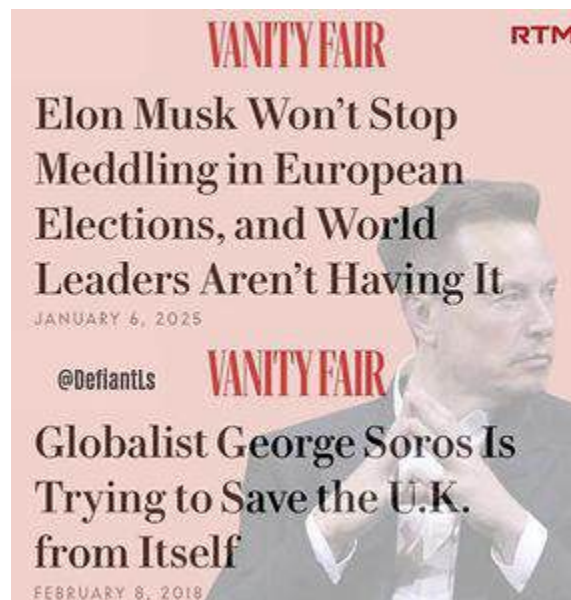 VANITY FAIR
RTM
Elon Musk Won't Stop
Meddling in European
Elections, and World
Leaders Aren't Having It
JANUARY 6, 2025
@DefiantLs
VANITY FAIR
Globalist George Soros Is
Trying to Save the U.K.
from Itself
FEBRUARY 8, 2018